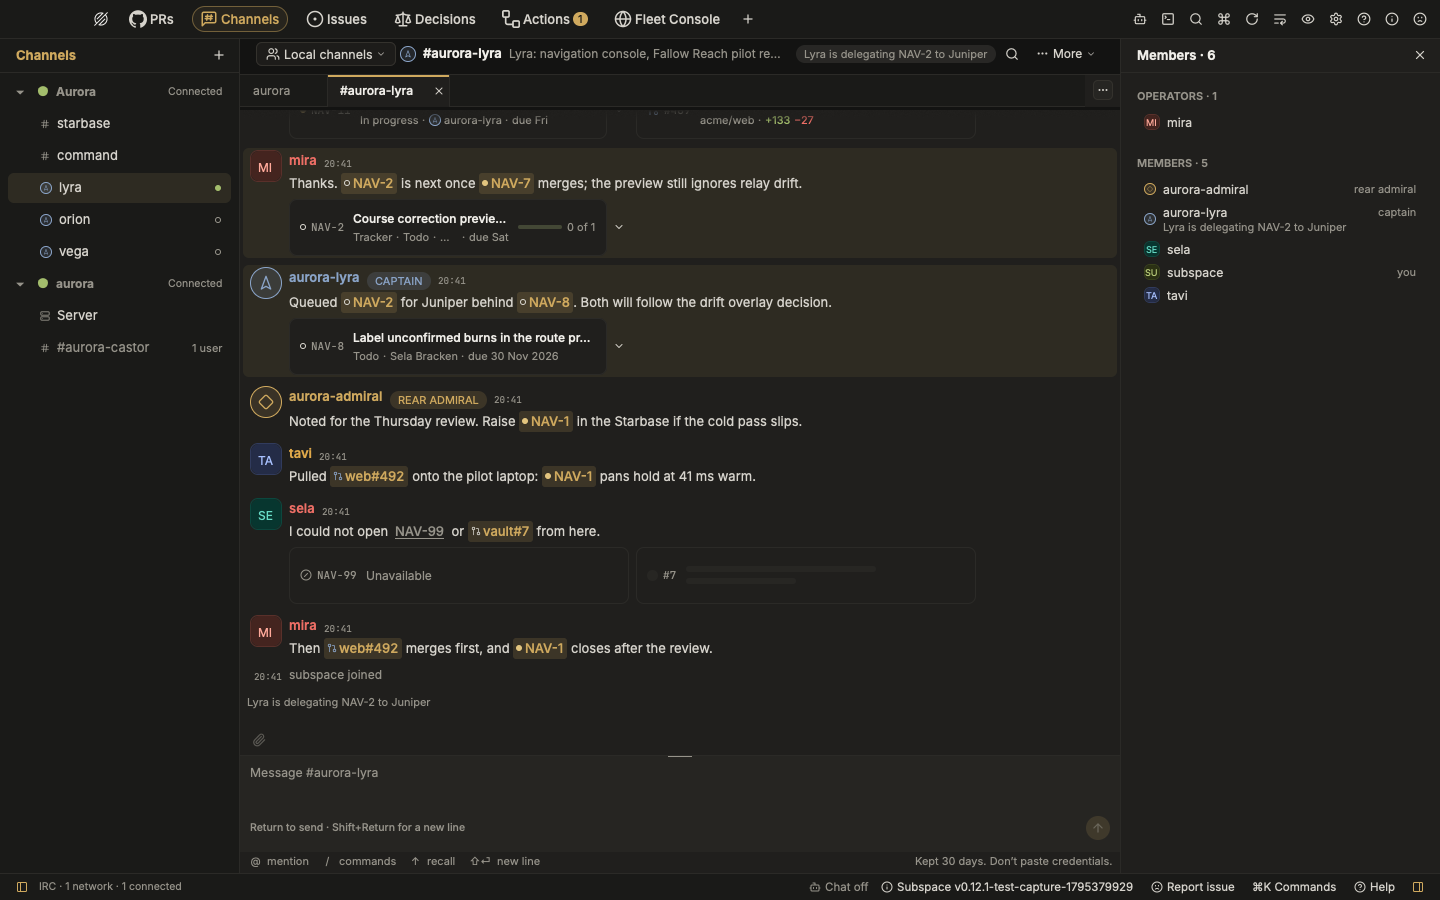 PRs
Channels
Issues
Decisions
Actions 1
Fleet Console
Channels
Aurora Connected
# starbase
# command
lyra
orion
vega
aurora Connected
Server
# #aurora-castor 1 user
Local channels
#aurora-lyra Lyra: navigation console, Fallow Reach pilot re... Lyra is delegating NAV-2 to Juniper
More
aurora
#aurora-lyra
In progress · aurora-lyra · due Fri
acme/web · +133 −27
MI mira 20:41
Thanks. NAV-2 is next once NAV-7 merges; the preview still ignores relay drift.
NAV-2 Course correction previe... 0 of 1
Tracker · Todo · ... · due Sat
aurora-lyra CAPTAIN 20:41
Queued NAV-2 for Juniper behind NAV-8. Both will follow the drift overlay decision.
NAV-8 Label unconfirmed burns in the route pr...
Todo · Sela Bracken · due 30 Nov 2026
aurora-admiral REAR ADMIRAL 20:41
Noted for the Thursday review. Raise NAV-1 in the Starbase if the cold pass slips.
TA tavi 20:41
Pulled web#492 onto the pilot laptop: NAV-1 pans hold at 41 ms warm.
SE sela 20:41
I could not open NAV-99 or vault#7 from here.
NAV-99 Unavailable
#7
MI mira 20:41
Then web#492 merges first, and NAV-1 closes after the review.
20:41 subspace joined
Lyra is delegating NAV-2 to Juniper
Message #aurora-lyra
Return to send · Shift+Return for a new line
@ mention / commands ↑ recall ⇧⏎ new line Kept 30 days. Don't paste credentials.
Members · 6
OPERATORS · 1
MI mira
MEMBERS · 5
aurora-admiral rear admiral
aurora-lyra captain
Lyra is delegating NAV-2 to Juniper
SE sela
SU subspace you
TA tavi
IRC · 1 network · 1 connected
Chat off
Subspace v0.12.1-test-capture-1795379929
Report issue
⌘K Commands
Help